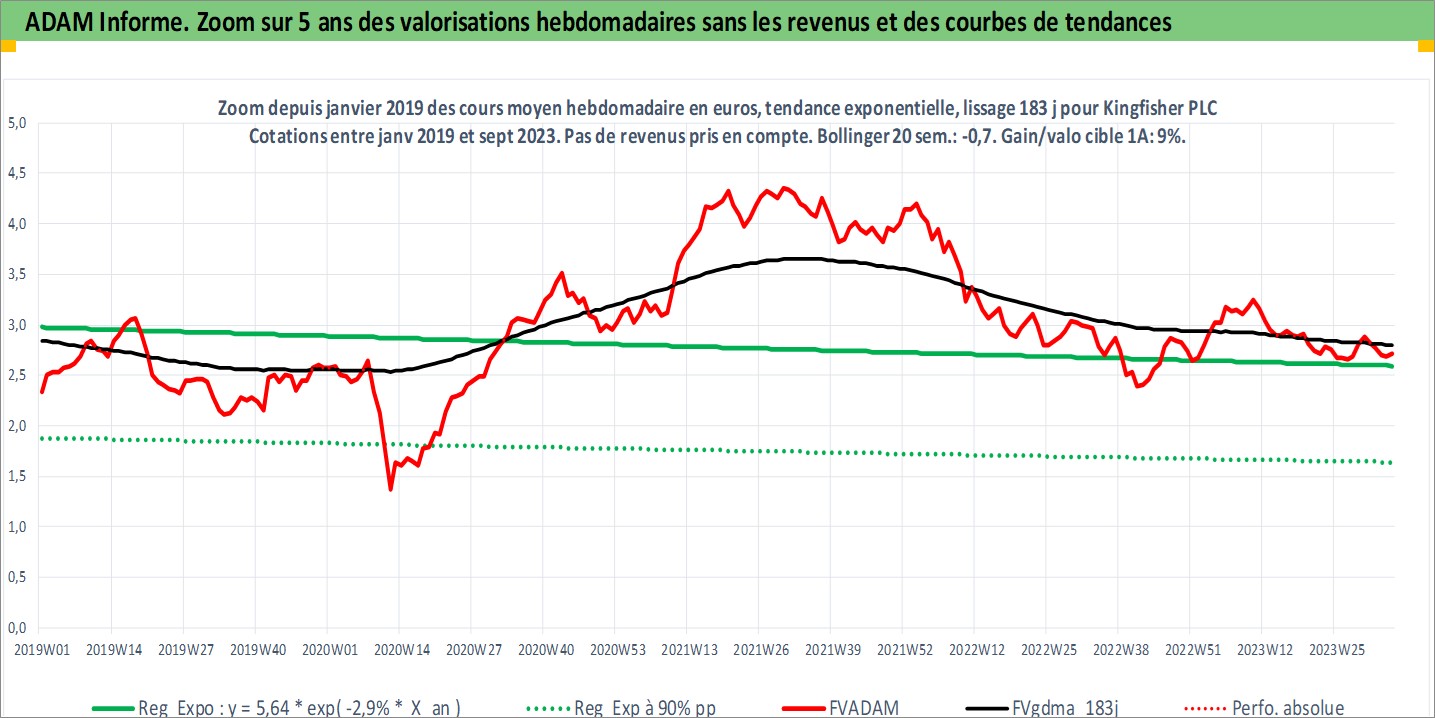 ADAM Informe. Zoom sur 5 ans des valorisations hebdomadaires sans les revenus et des courbes de tendances
Zoom depuis janvier 2019 des cours moyen hebdomadaire en euros, tendance exponentielle, lissage 183 j pour Kingfisher PLC
Cotations entre janv 2019 et sept 2023. Pas de revenus pris en compte. Bollinger 20 sem.: -0,7. Gain/valo cible 1A: 9%.
5,0
4,5
4,0
3,5
3,0
2,5
2,0
1,5
1,0
0,5
0,0
2019W01 2019W14 2019W27 2019W40 2020W01 2020W14 2020W27 2020W40 2020W53 2021W13 2021W26 2021W39 2021W52 2022W12 2022W25 2022W38 2022W51 2023W12 2023W25
Reg Expo : y = 5,64 * exp( -2,9% * X an ) Reg Exp à 90% pp FVADAM FVgdma 183j Perfo. absolue